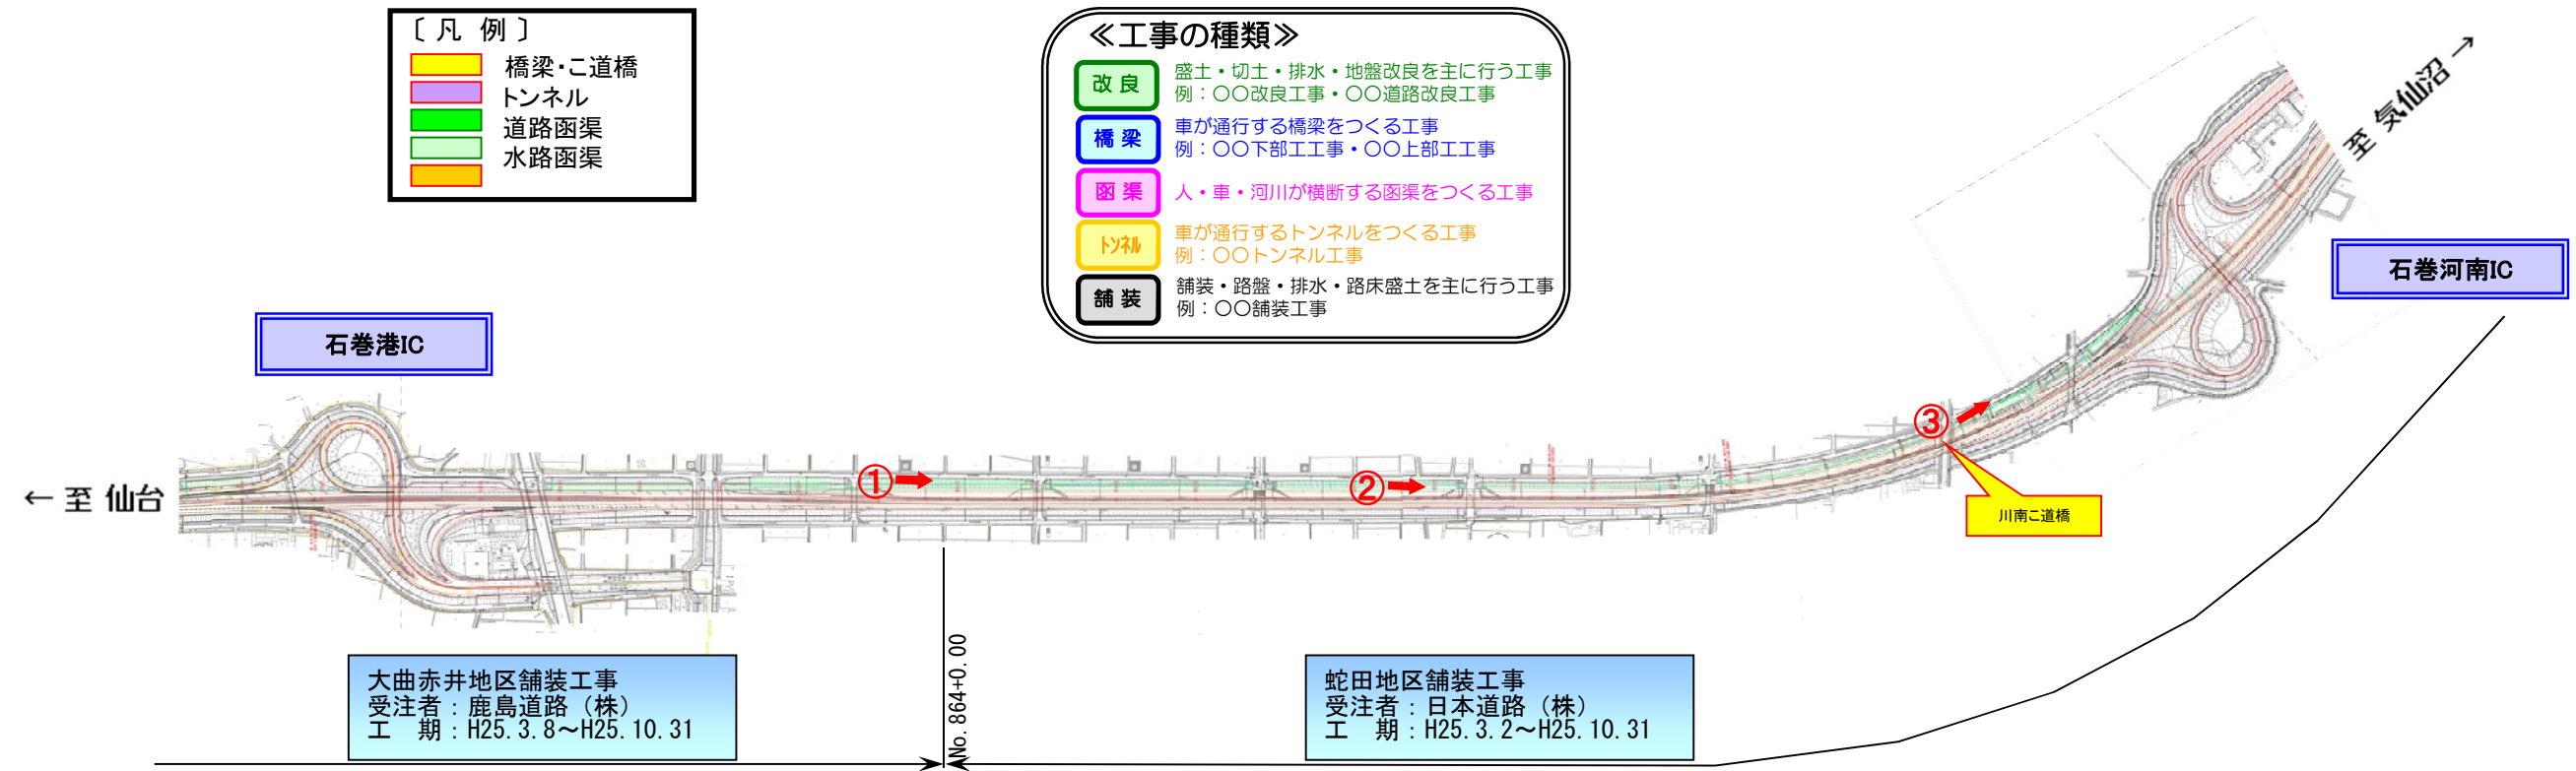 〔 凡 例 〕
橋梁・こ道橋
トンネル
道路函渠
水路函渠
≪工事の種類≫
改 良
盛土・切土・排水・地盤改良を主に行う工事
例：〇〇改良工事・〇〇道路改良工事
橋 梁
車が通行する橋梁をつくる工事
例：〇〇下部工工事・〇〇上部工工事
函 渠
人・車・河川が横断する函渠をつくる工事
トンネル
車が通行するトンネルをつくる工事
例：〇〇トンネル工事
舗 装
舗装・路盤・排水・路床盛土を主に行う工事
例：〇〇舗装工事
至 気仙沼 →
石巻河南IC
石巻港IC
← 至 仙台
①
②
③
川南こ道橋
No.864+0.00
大曲赤井地区舗装工事
受注者：鹿島道路（株）
工　期：H25.3.8～H25.10.31
蛇田地区舗装工事
受注者：日本道路（株）
工　期：H25.3.2～H25.10.31